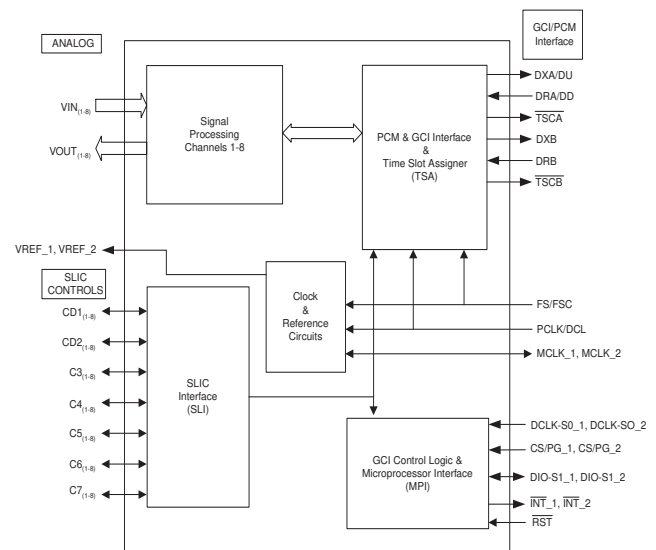 ANALOG
GCI/PCM
Interface
VIN(1-8)
VOUT(1-8)
Signal
Processing
Channels 1-8
PCM & GCI Interface
&
Time Slot Assigner
(TSA)
DXA/DU
DRA/DD
TSCA
DXB
DRB
TSCB
VREF_1, VREF_2
SLIC
CONTROLS
CD1(1-8)
CD2(1-8)
C3(1-8)
C4(1-8)
C5(1-8)
C6(1-8)
C7(1-8)
SLIC
Interface
(SLI)
Clock
&
Reference
Circuits
FS/FSC
PCLK/DCL
MCLK_1, MCLK_2
GCI Control Logic &
Microprocessor Interface
(MPI)
DCLK-S0_1, DCLK-SO_2
CS/PG_1, CS/PG_2
DIO-S1_1, DIO-S1_2
INT_1, INT_2
RST